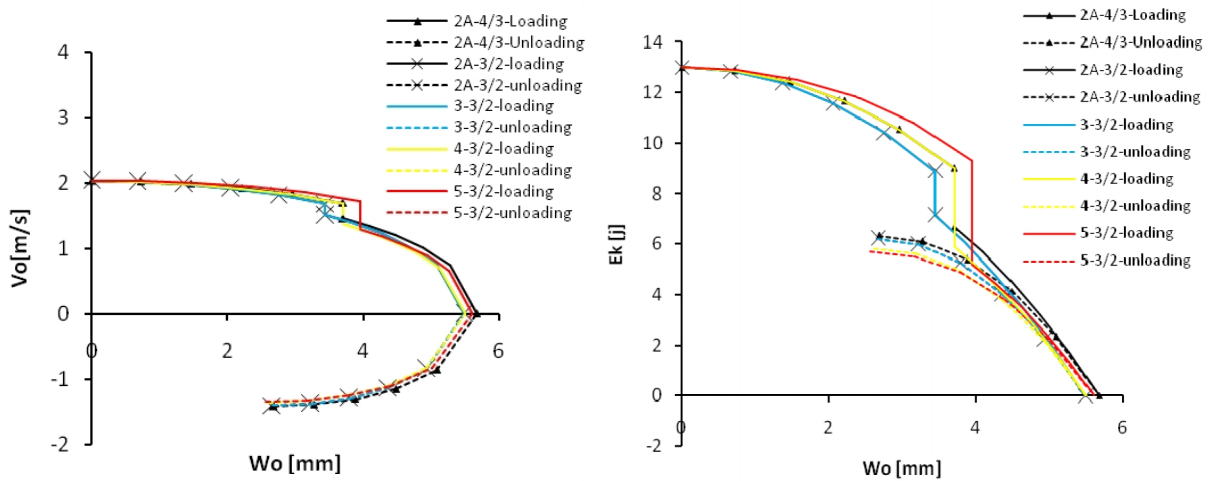 2A-4/3-Loading
2A-4/3-Unloading
2A-3/2-loading
2A-3/2-unloading
3-3/2-loading
3-3/2-unloading
4-3/2-loading
4-3/2-unloading
5-3/2-loading
5-3/2-unloading
4
3
2
1
0
-1
-2
0
2
4
6
Vo[m/s]
Wo [mm]
2A-4/3-Loading
2A-4/3-Unloading
2A-3/2-loading
2A-3/2-unloading
3-3/2-loading
3-3/2-unloading
4-3/2-loading
4-3/2-unloading
5-3/2-loading
5-3/2-unloading
14
12
10
8
6
4
2
0
-2
0
2
4
6
Ek [j]
Wo [mm]